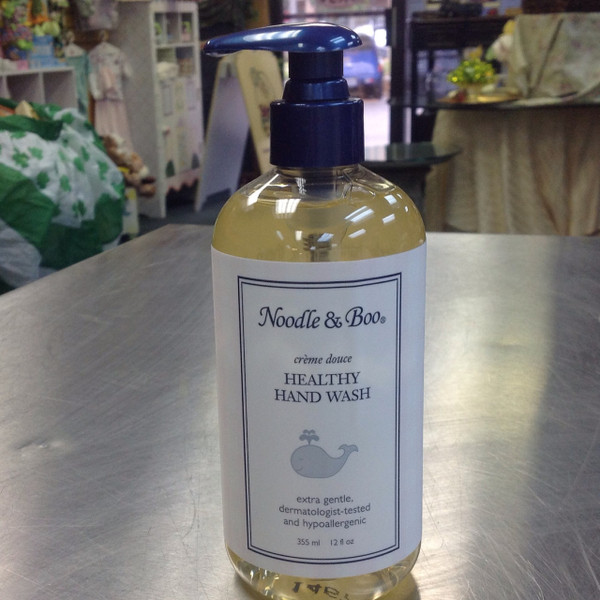 Noodle & Boo®
crème douce
HEALTHY
HAND WASH
extra gentle,
dermatologist-tested
and hypoallergenic
355 ml 12 fl oz